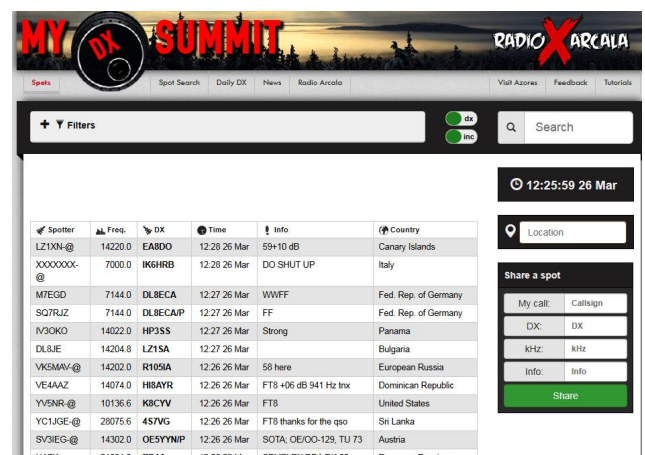 MY DX SUMMIT
RADIO X ARCALA
Spots Spot Search Daily DX News Radio Arcala Visit Azores Feedback Tutorials
+ Filters
dx
inc
Search
12:25:59 26 Mar
Location
Spotter Freq. DX Time Info Country
LZ1XN-@ 14220.0 EA8DO 12:28 26 Mar 59+10 dB Canary Islands
XXXXXXX-@ 7000.0 IK6HRB 12:28 26 Mar DO SHUT UP Italy
M7EGD 7144.0 DL8ECA 12:27 26 Mar WWFF Fed. Rep. of Germany
SQ7RJZ 7144.0 DL8ECA/P 12:27 26 Mar FF Fed. Rep. of Germany
IV3OKO 14022.0 HP3SS 12:27 26 Mar Strong Panama
DL8JE 14204.8 LZ1SA 12:27 26 Mar Bulgaria
VK5MAV-@ 14202.0 R105IA 12:26 26 Mar 58 here European Russia
VE4AAZ 14074.0 HI8AYR 12:26 26 Mar FT8 +06 dB 941 Hz tnx Dominican Republic
YV5NR-@ 10136.6 K8CYV 12:26 26 Mar FT8 United States
YC1JGE-@ 28075.6 4S7VG 12:26 26 Mar FT8 thanks for the qso Sri Lanka
SV3IEG-@ 14302.0 OE5YYN/P 12:26 26 Mar SOTA; OE/OO-129, TU 73 Austria
Share a spot
My call: Callsign
DX: DX
kHz: kHz
Info: Info
Share